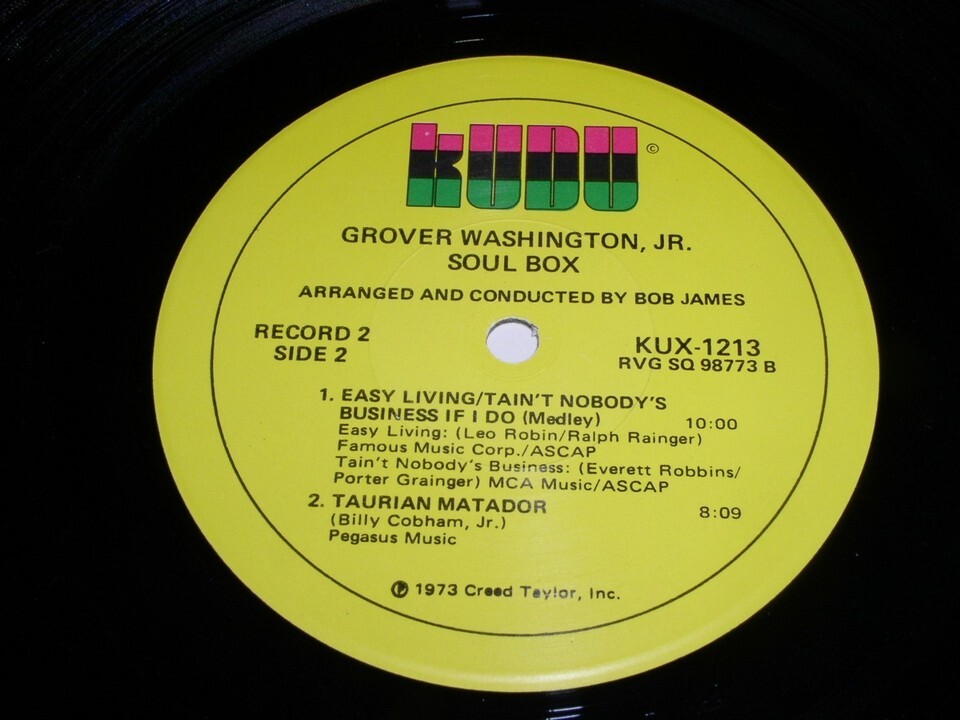 kUDU ©
GROVER WASHINGTON, JR.
SOUL BOX
ARRANGED AND CONDUCTED BY BOB JAMES
RECORD 2
SIDE 2
KUX-1213
RVG SQ 98773 B
1. EASY LIVING/TAIN'T NOBODY'S
BUSINESS IF I DO (Medley) 10:00
Easy Living: (Leo Robin/Ralph Rainger)
Famous Music Corp./ASCAP
Tain't Nobody's Business: (Everett Robbins/
Porter Grainger) MCA Music/ASCAP
2. TAURIAN MATADOR 8:09
(Billy Cobham, Jr.)
Pegasus Music
℗ 1973 Creed Taylor, Inc.